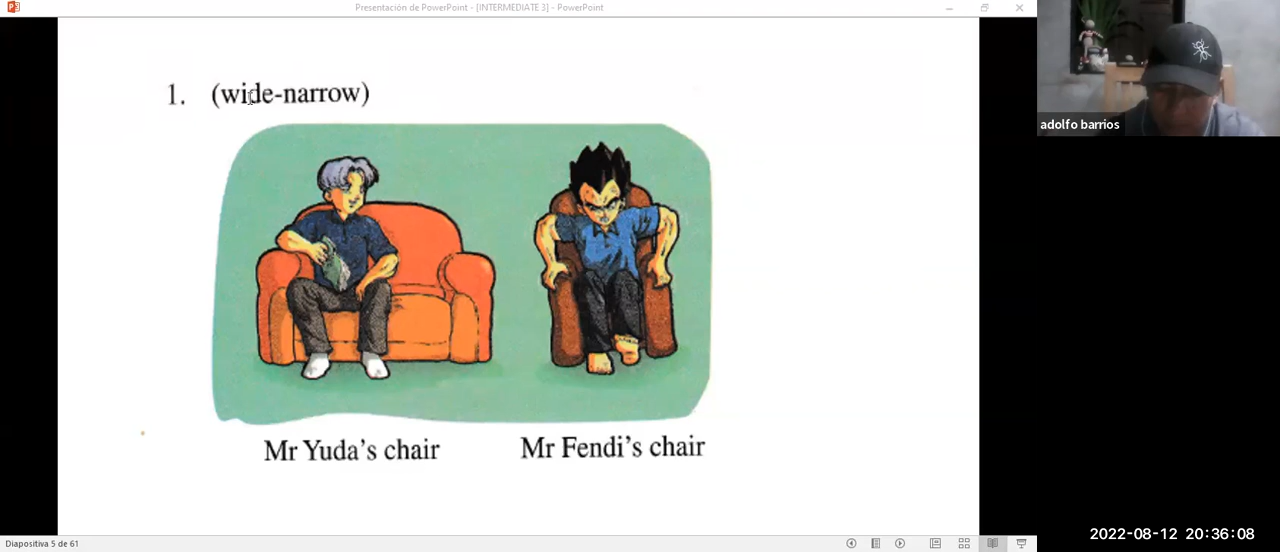 Presentación de PowerPoint - [INTERMEDIATE 3] - PowerPoint
1. (wide-narrow)
adolfo barrios
Mr Yuda's chair
Mr Fendi's chair
2022-08-12 20:36:08
Diapositiva 5 de 61